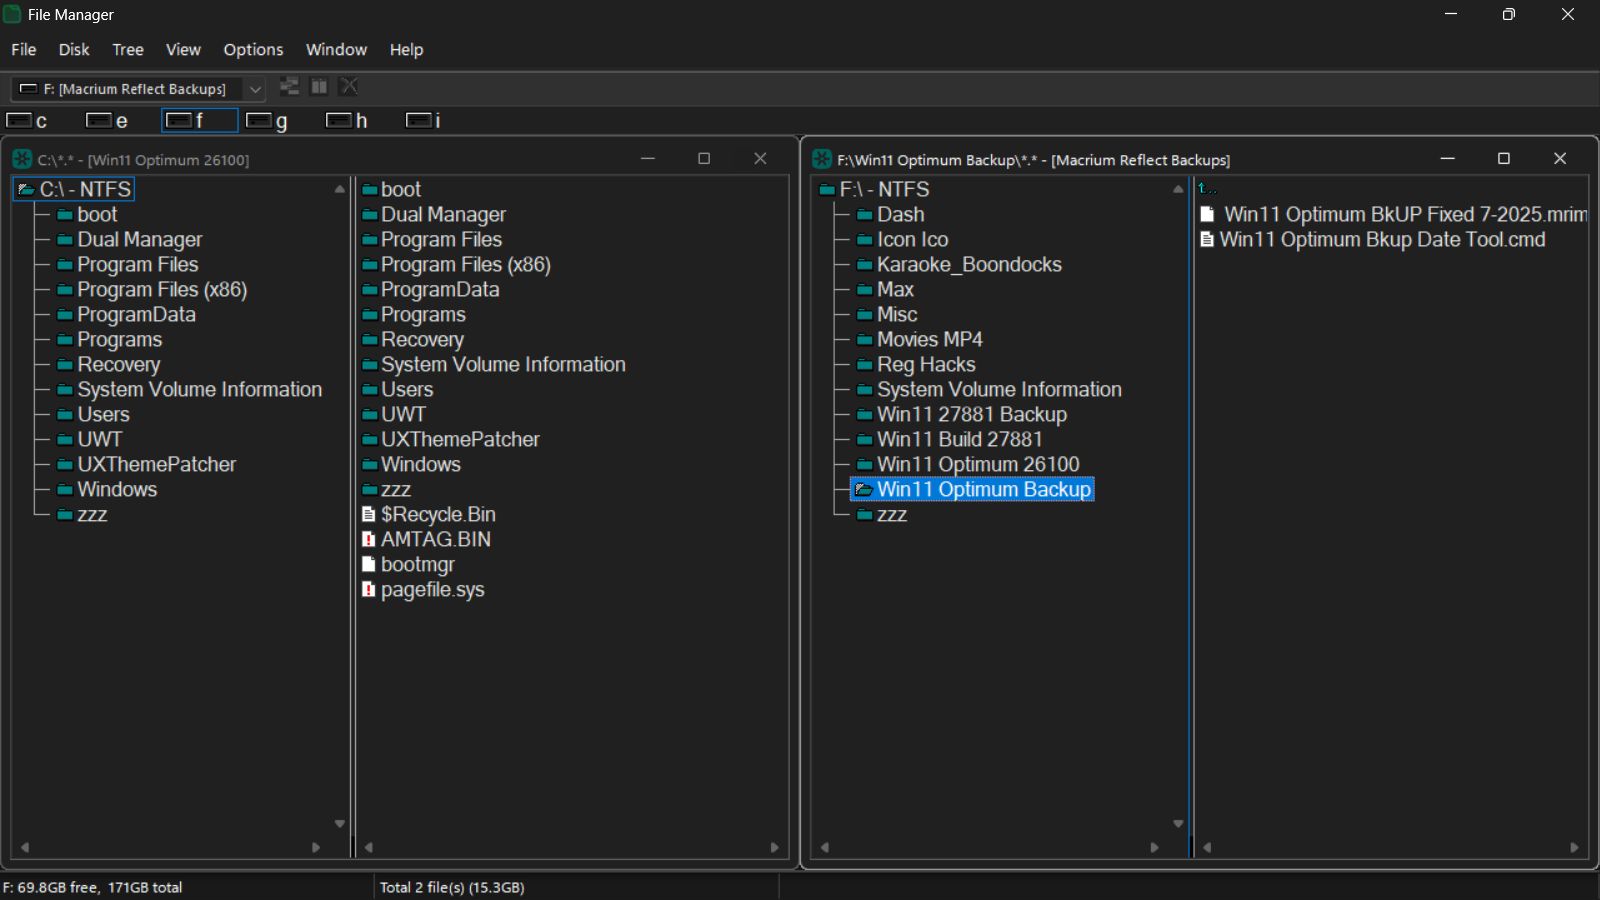 File Manager
File Disk Tree View Options Window Help
F: [Macrium Reflect Backups]
c e f g h i
C:\*.* - [Win11 Optimum 26100]
C:\ - NTFS
boot
Dual Manager
Program Files
Program Files (x86)
ProgramData
Programs
Recovery
System Volume Information
Users
UWT
UXThemePatcher
Windows
zzz
boot
Dual Manager
Program Files
Program Files (x86)
ProgramData
Programs
Recovery
System Volume Information
Users
UWT
UXThemePatcher
Windows
zzz
$Recycle.Bin
AMTAG.BIN
bootmgr
pagefile.sys
F:\Win11 Optimum Backup\*.* - [Macrium Reflect Backups]
F:\ - NTFS
Dash
Icon Ico
Karaoke_Boondocks
Max
Misc
Movies MP4
Reg Hacks
System Volume Information
Win11 27881 Backup
Win11 Build 27881
Win11 Optimum 26100
Win11 Optimum Backup
zzz
..
Win11 Optimum BkUP Fixed 7-2025.mrim
Win11 Optimum Bkup Date Tool.cmd
F: 69.8GB free, 171GB total
Total 2 file(s) (15.3GB)